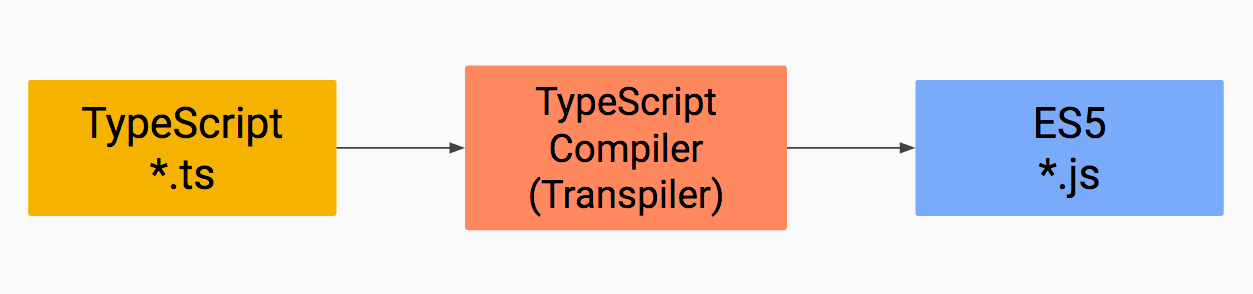 TypeScript
*.ts
TypeScript
Compiler
(Transpiler)
ES5
*.js